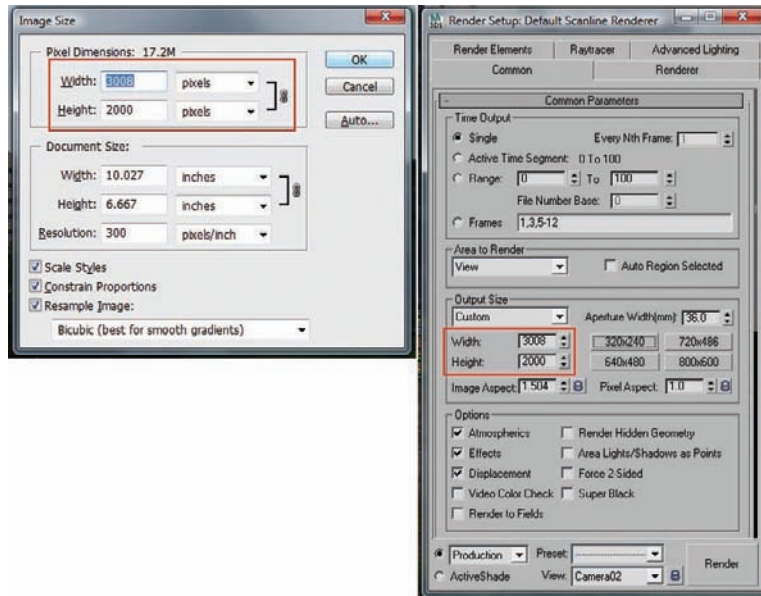 Image Size
Pixel Dimensions: 17.2M
Width: 3008 pixels
Height: 2000 pixels
Document Size:
Width: 10.027 inches
Height: 6.667 inches
Resolution: 300 pixels/inch
Scale Styles
Constrain Proportions
Resample Image:
Bicubic (best for smooth gradients)
OK
Cancel
Auto...
Render Setup: Default Scanline Renderer
Render Elements Raytracer Advanced Lighting
Common Renderer
- Common Parameters
Time Output
Single Every Nth Frame: 1
Active Time Segment: 0 To 100
Range: 0 To 100
File Number Base: 0
Frames 1,3,5-12
Area to Render
View Auto Region Selected
Output Size
Custom Aperture Width(mm): 36.0
Width: 3008 320x240 720x486
Height: 2000 640x480 800x600
Image Aspect: 1.504 Pixel Aspect: 1.0
Options
Atmospherics Render Hidden Geometry
Effects Area Lights/Shadows as Points
Displacement Force 2-Sided
Video Color Check Super Black
Render to Fields
Production Preset: --------------------
ActiveShade View: Camera02 Render